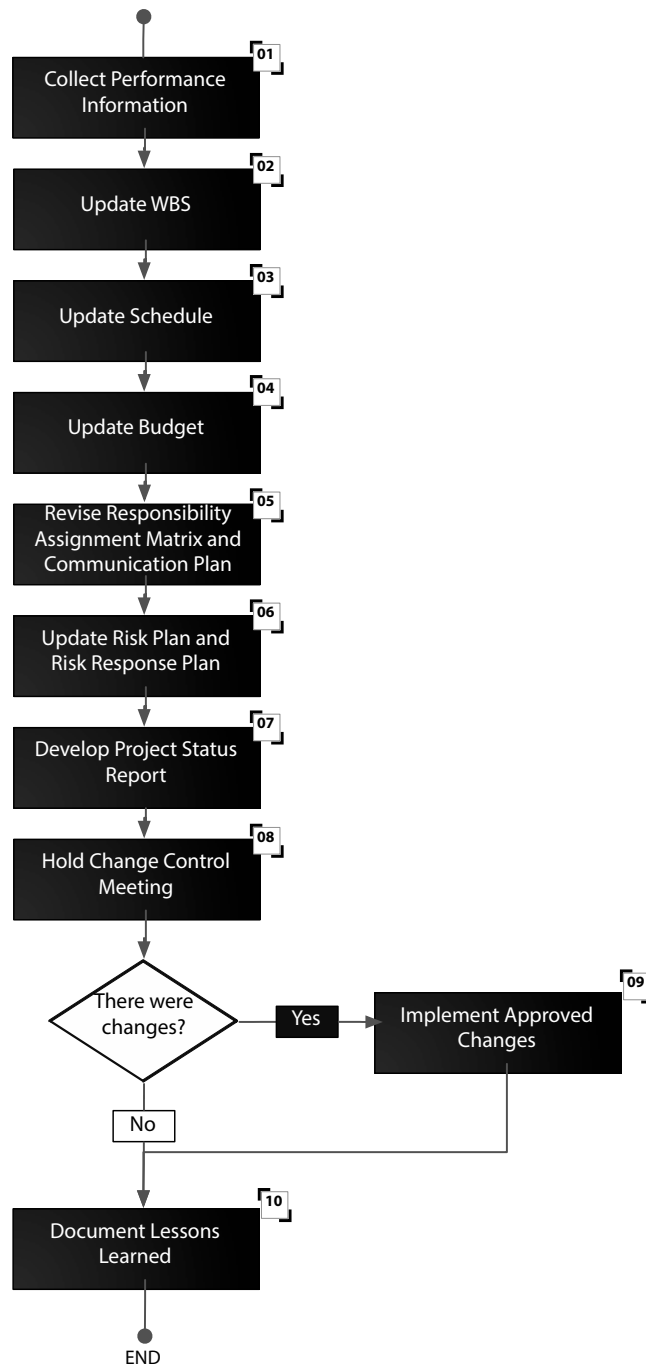 01
Collect Performance
Information
02
Update WBS
03
Update Schedule
04
Update Budget
05
Revise Responsibility
Assignment Matrix and
Communication Plan
06
Update Risk Plan and
Risk Response Plan
07
Develop Project Status
Report
08
Hold Change Control
Meeting
There were
changes?
Yes
09
Implement Approved
Changes
No
10
Document Lessons
Learned
END